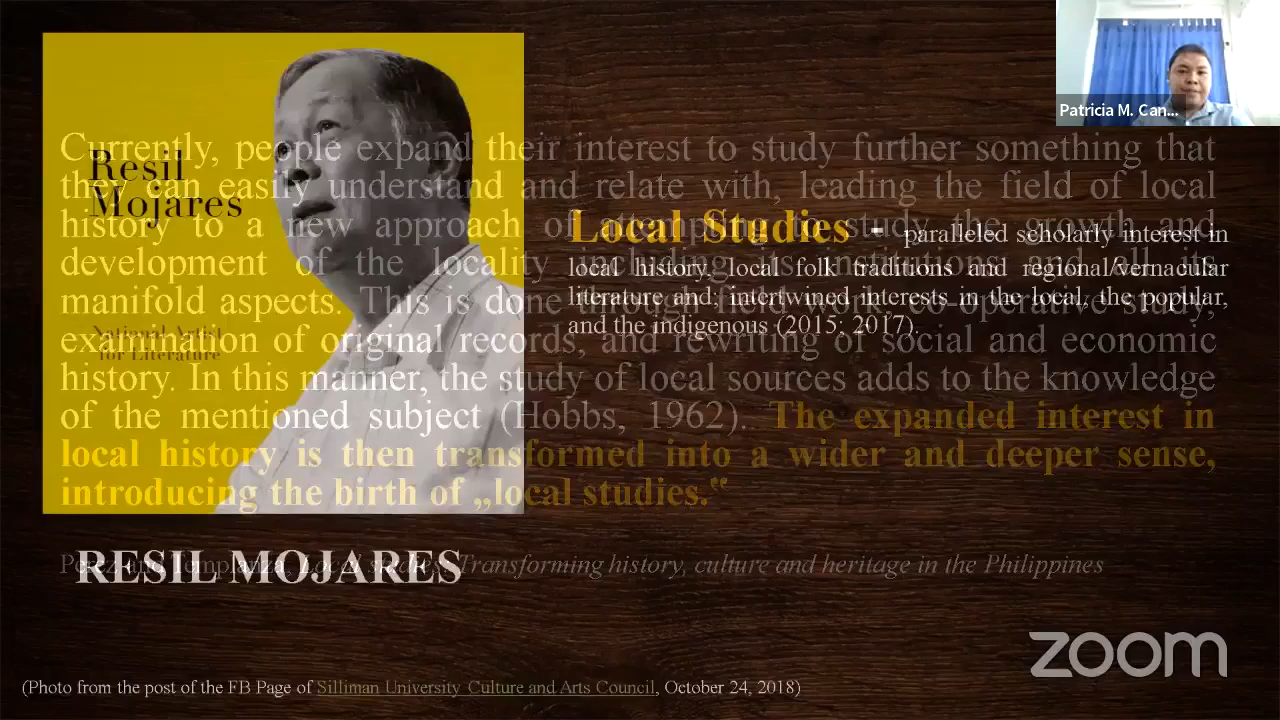 Patricia M. Can...
Currently, people expand their interest to study further something that
they can easily understand and relate with, leading the field of local
history to a new approach of attempting to study the growth and
development of the locality including its institutions and all its
manifold aspects. This is done through field work, co-operative study,
examination of original records, and rewriting of social and economic
history. In this manner, the study of local sources adds to the knowledge
of the mentioned subject (Hobbs, 1962). The expanded interest in
local history is then transformed into a wider and deeper sense,
introducing the birth of „local studies.“
Perez and Templanza, Local studies: Transforming history, culture and heritage in the Philippines
Resil
Mojares
National Artist
for Literature
Local Studies - paralleled scholarly interest in
local history, local folk traditions and regional/vernacular
literature and; intertwined interests in the local, the popular,
and the indigenous (2015; 2017).
RESIL MOJARES
zoom
(Photo from the post of the FB Page of Silliman University Culture and Arts Council, October 24, 2018)